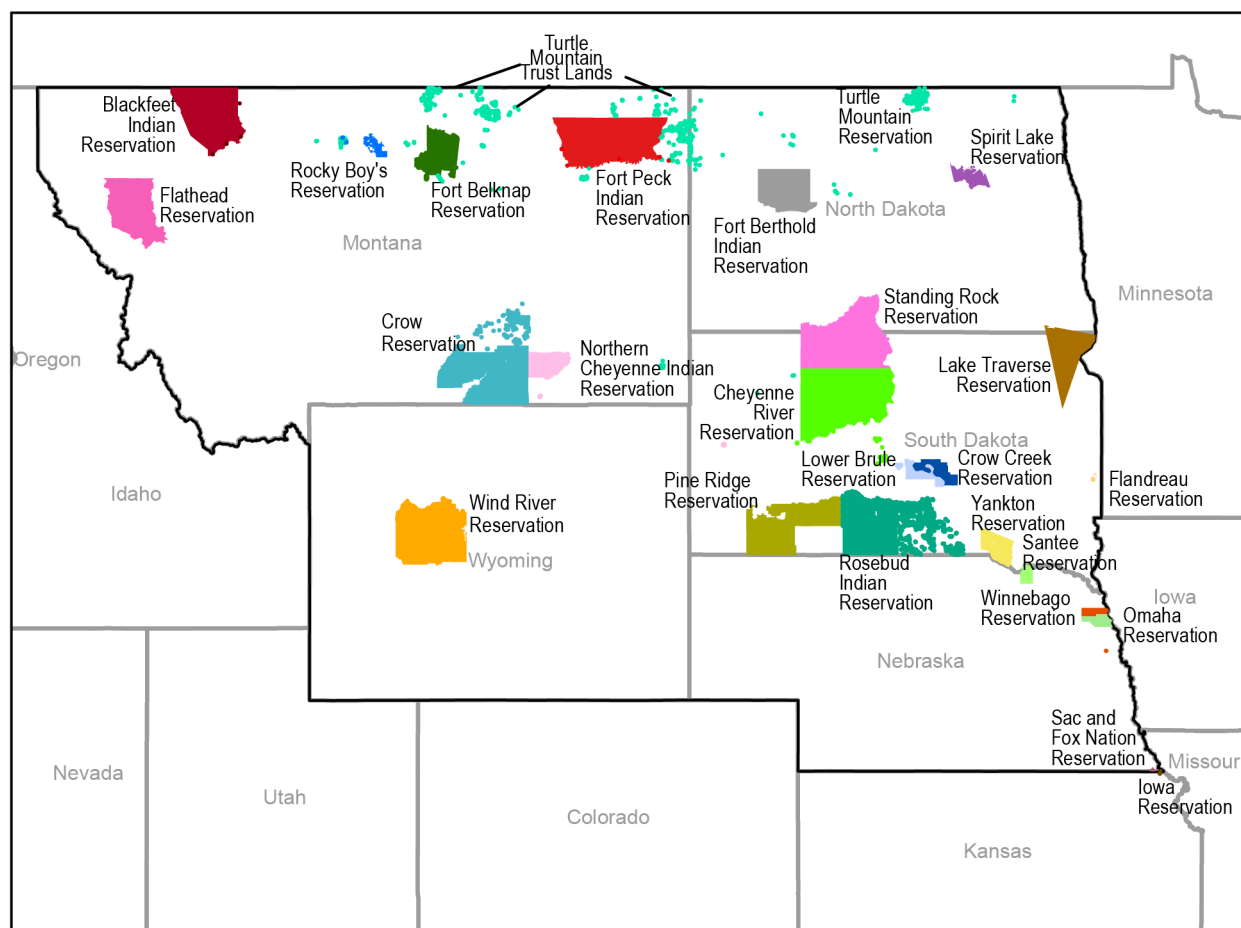 Turtle
Mountain
Trust Lands
Blackfeet
Indian
Reservation
Rocky Boy's
Reservation
Fort Belknap
Reservation
Fort Peck
Indian
Reservation
Turtle
Mountain
Reservation
Spirit Lake
Reservation
Flathead
Reservation
Montana
Fort Berthold
Indian
Reservation
North Dakota
Minnesota
Standing Rock
Reservation
Crow
Reservation
Northern
Cheyenne Indian
Reservation
Oregon
Lake Traverse
Reservation
Cheyenne
River
Reservation
South Dakota
Lower Brule
Reservation
Crow Creek
Reservation
Pine Ridge
Reservation
Flandreau
Reservation
Idaho
Wind River
Reservation
Wyoming
Yankton
Reservation
Santee
Reservation
Rosebud
Indian
Reservation
Winnebago
Reservation
Iowa
Omaha
Reservation
Nebraska
Sac and
Fox Nation
Reservation
Missour
Iowa
Reservation
Nevada
Utah
Colorado
Kansas